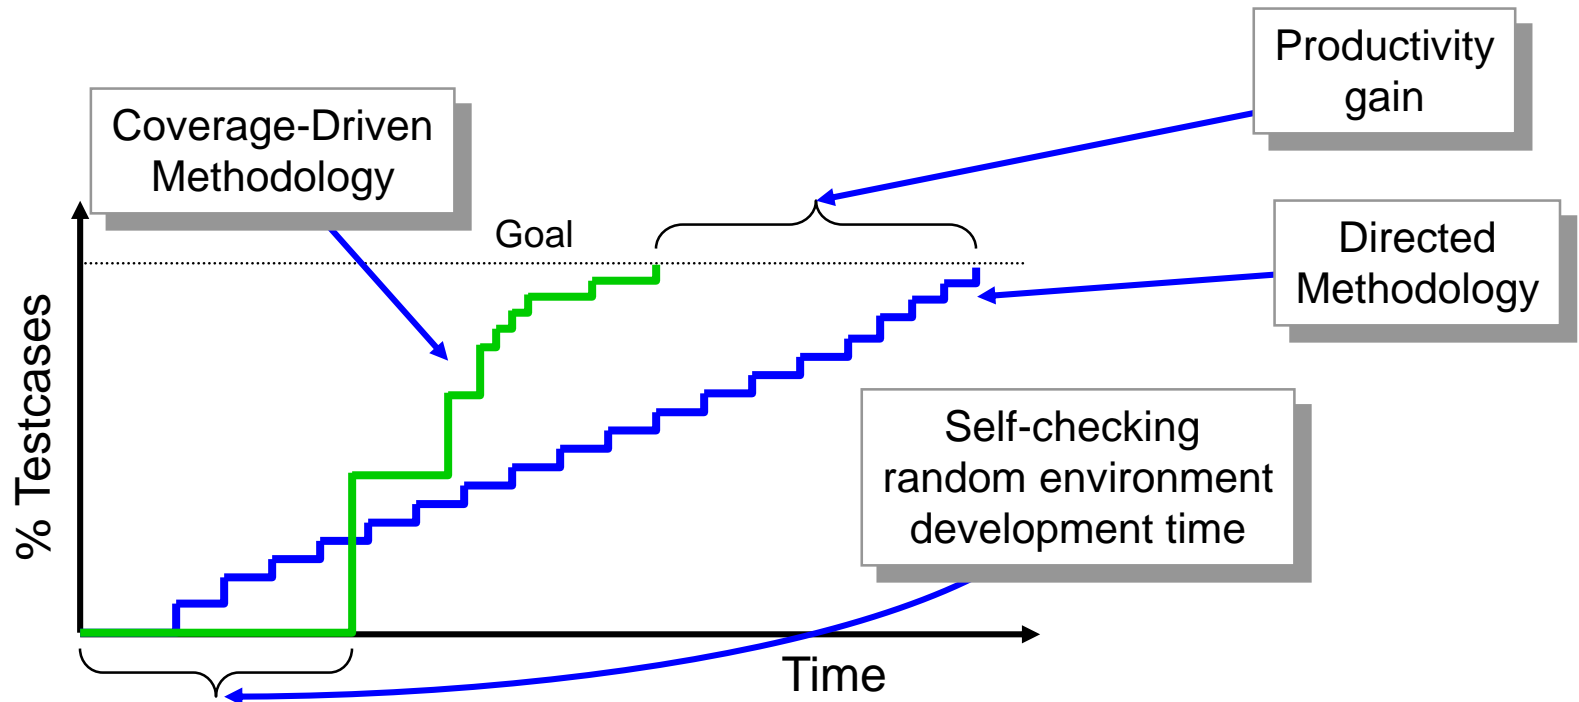 Productivity
gain
Coverage-Driven
Methodology
Goal
Directed
Methodology
% Testcases
Self-checking
random environment
development time
Time